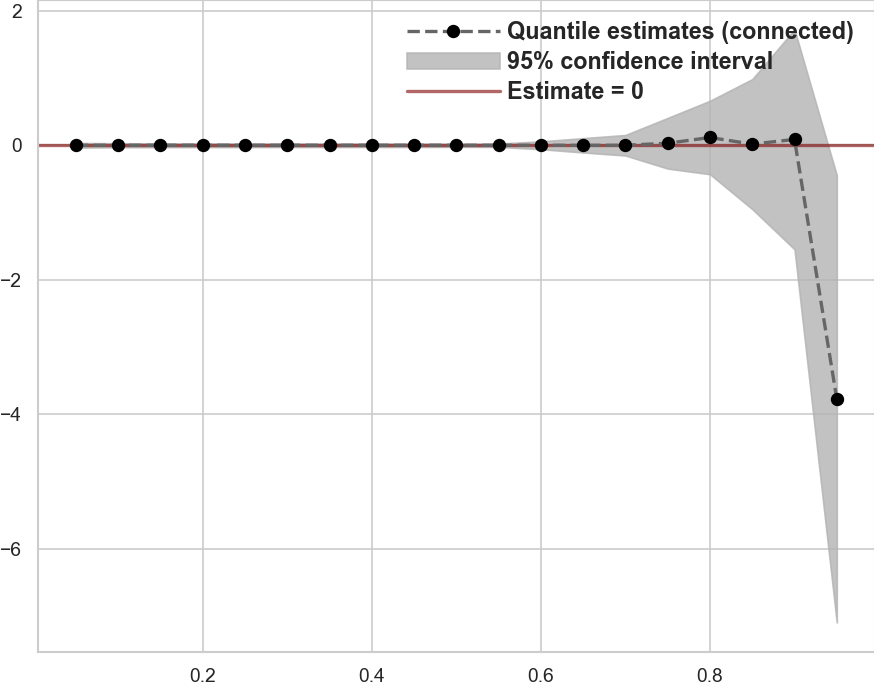 2
Quantile estimates (connected)
95% confidence interval
Estimate = 0
0
−2
−4
−6
0.2 0.4 0.6 0.8